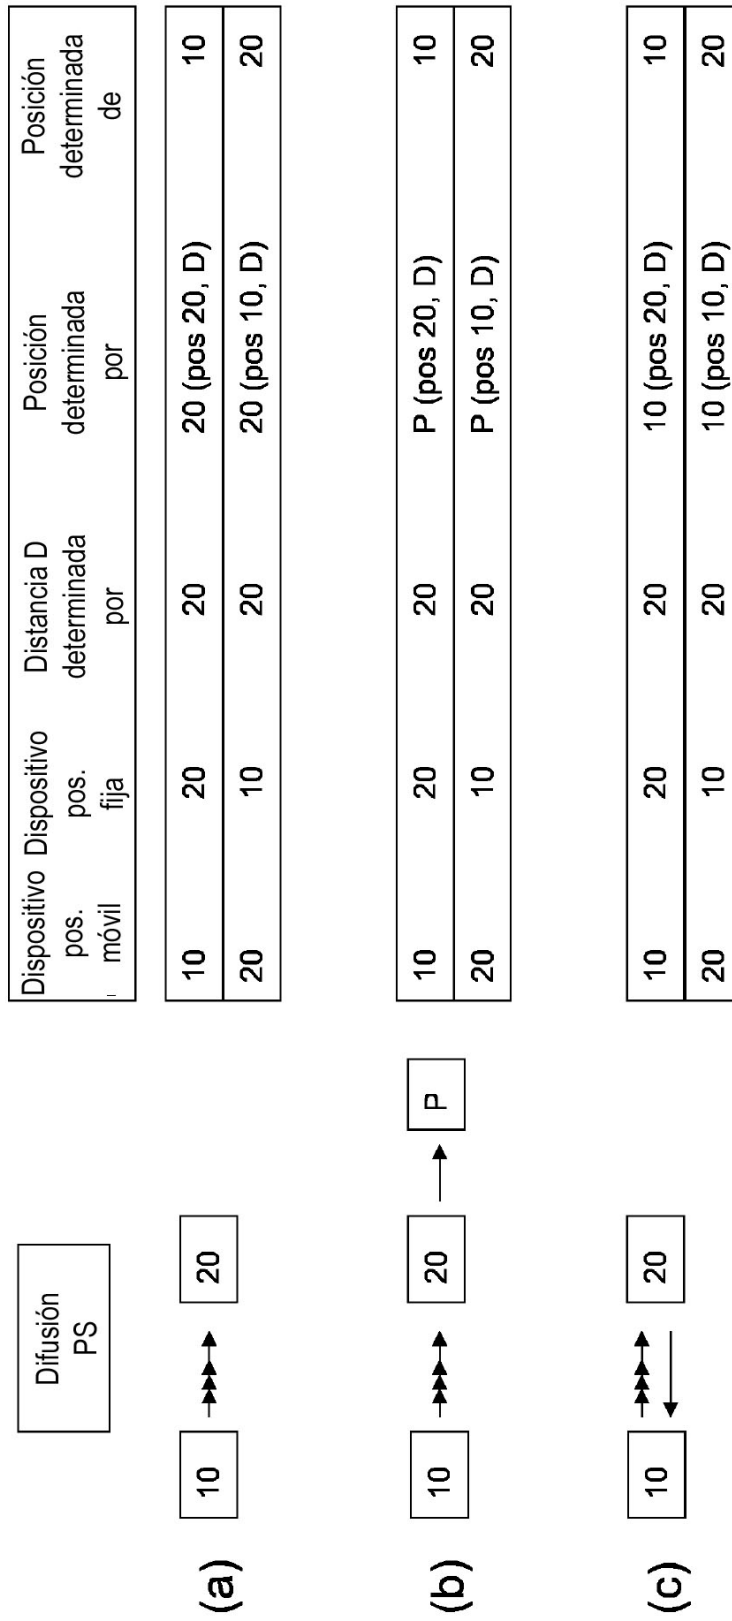 Difusión
PS
Dispositivo
pos.
móvil
Dispositivo
pos.
fija
Distancia D
determinada
por
Posición
determinada
por
Posición
determinada
de
(a)
10 20
10 20 20 20 (pos 20, D) 10
20 10 20 20 (pos 10, D) 20
(b)
10 20 P
10 20 20 P (pos 20, D) 10
20 10 20 P (pos 10, D) 20
(c)
10 20
10 20 20 10 (pos 20, D) 10
20 10 20 10 (pos 10, D) 20